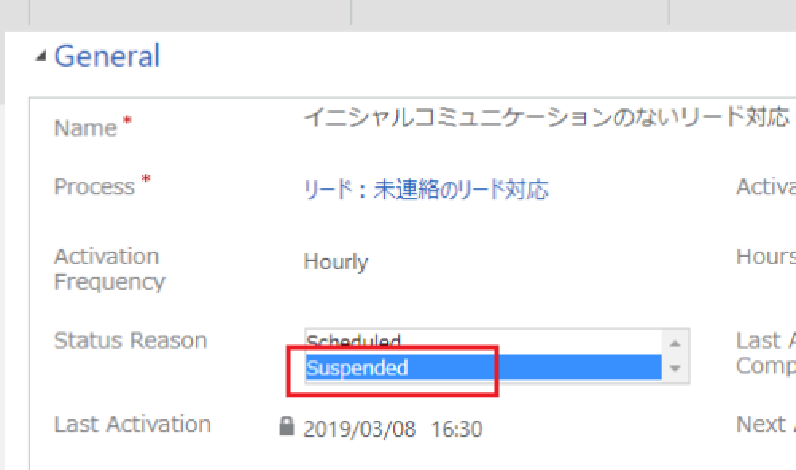 General
Name * イニシャルコミュニケーションのないリード対応
Process * リード：未連絡のリード対応 Activa
Activation Frequency Hourly Hours
Status Reason Scheduled Last A
Suspended Comp
Last Activation 2019/03/08 16:30 Next A